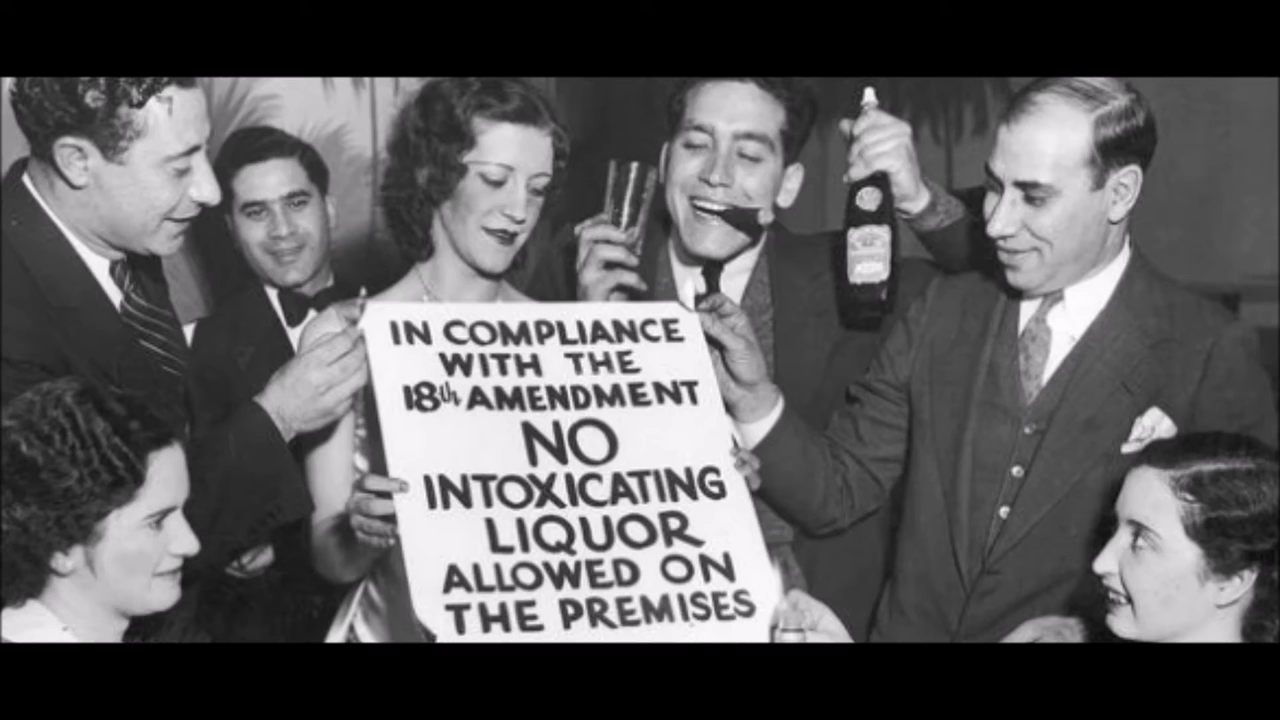 IN COMPLIANCE
WITH THE
18th AMENDMENT
NO
INTOXICATING
LIQUOR
ALLOWED ON
THE PREMISES